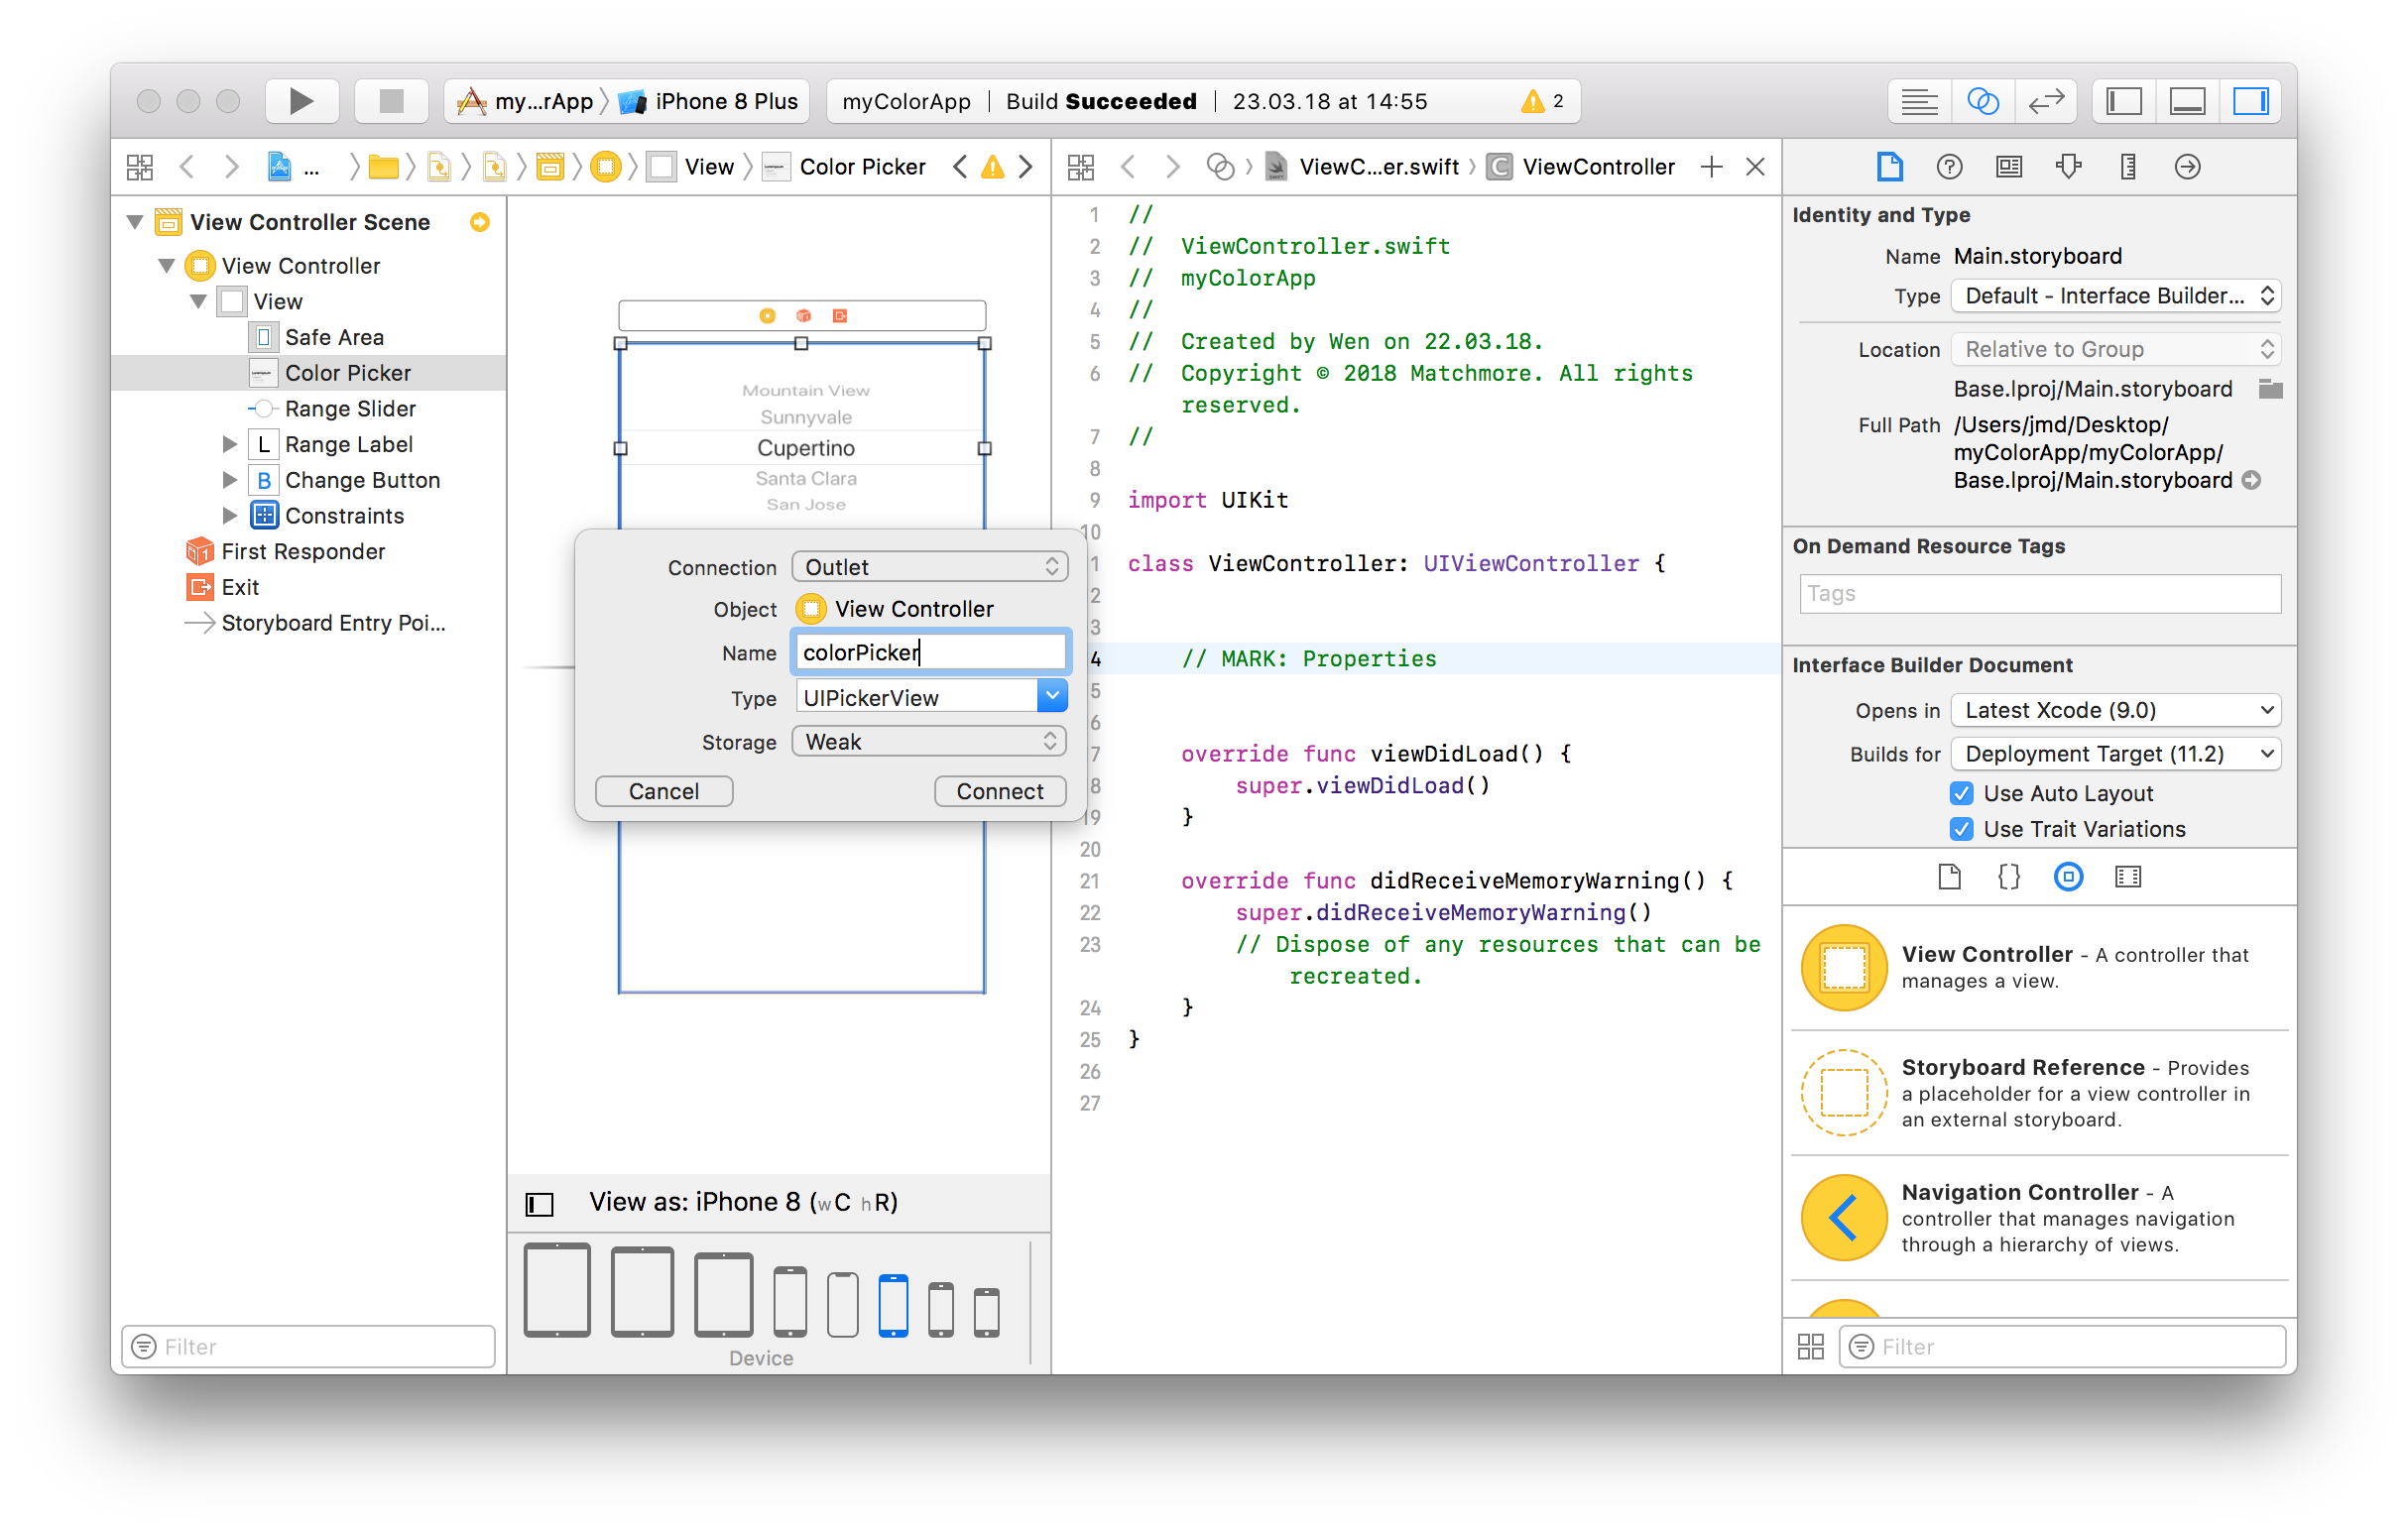 my...rApp
iPhone 8 Plus
myColorApp
Build Succeeded
23.03.18 at 14:55
2
...
View
Color Picker
ViewC...er.swift
C
ViewController
View Controller Scene
View Controller
View
Safe Area
Color Picker
Range Slider
L Range Label
B Change Button
Constraints
1 First Responder
Exit
Storyboard Entry Poi...
Filter
Mountain View
Sunnyvale
Cupertino
Santa Clara
San Jose
Connection Outlet
Object View Controller
Name colorPicker
Type UIPickerView
Storage Weak
Cancel Connect
View as: iPhone 8 (wC hR)
Device
1 //
2 // ViewController.swift
3 // myColorApp
4 //
5 // Created by Wen on 22.03.18.
6 // Copyright © 2018 Matchmore. All rights
reserved.
7 //
8
9 import UIKit
10
1 class ViewController: UIViewController {
2
3
4 // MARK: Properties
5
6
7 override func viewDidLoad() {
8 super.viewDidLoad()
19 }
20
21 override func didReceiveMemoryWarning() {
22 super.didReceiveMemoryWarning()
23 // Dispose of any resources that can be
recreated.
24 }
25 }
26
27
Identity and Type
Name Main.storyboard
Type Default - Interface Builder...
Location Relative to Group
Base.lproj/Main.storyboard
Full Path /Users/jmd/Desktop/
myColorApp/myColorApp/
Base.lproj/Main.storyboard
On Demand Resource Tags
Tags
Interface Builder Document
Opens in Latest Xcode (9.0)
Builds for Deployment Target (11.2)
Use Auto Layout
Use Trait Variations
{}
View Controller - A controller that
manages a view.
Storyboard Reference - Provides
a placeholder for a view controller in
an external storyboard.
Navigation Controller - A
controller that manages navigation
through a hierarchy of views.
Filter